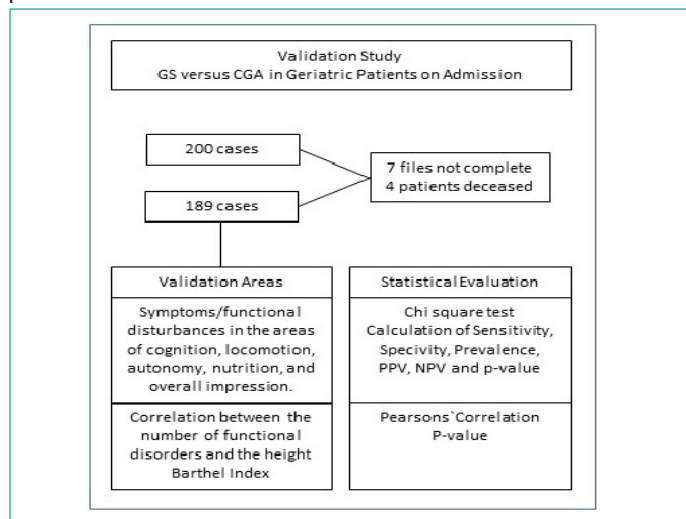 Validation Study
GS versus CGA in Geriatric Patients on Admission
200 cases
7 files not complete
4 patients deceased
189 cases
Validation Areas
Symptoms/functional
disturbances in the areas
of cognition, locomotion,
autonomy, nutrition, and
overall impression.
Correlation between the
number of functional
disorders and the height
Barthel Index
Statistical Evaluation
Chi square test
Calculation of Sensitivity,
Specivity, Prevalence,
PPV, NPV and p-value
Pearsons`Correlation
P-value